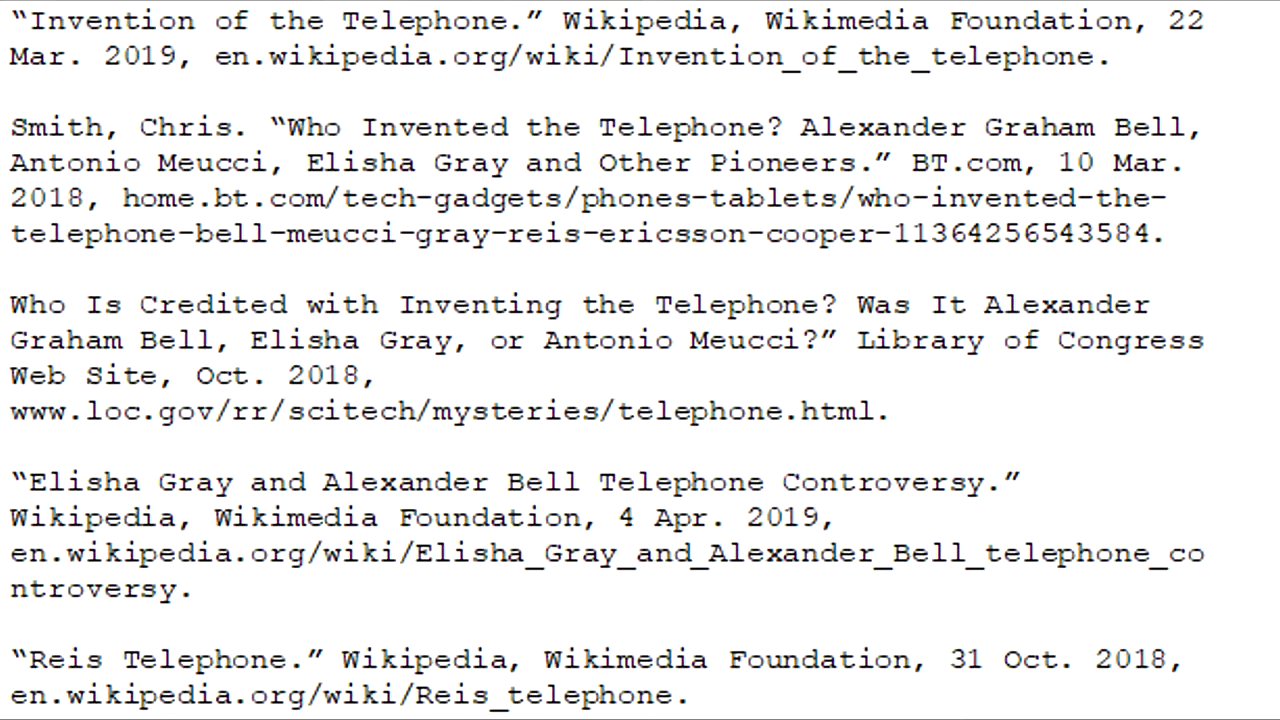 “Invention of the Telephone.” Wikipedia, Wikimedia Foundation, 22
Mar. 2019, en.wikipedia.org/wiki/Invention_of_the_telephone.
Smith, Chris. “Who Invented the Telephone? Alexander Graham Bell,
Antonio Meucci, Elisha Gray and Other Pioneers.” BT.com, 10 Mar.
2018, home.bt.com/tech-gadgets/phones-tablets/who-invented-the-
telephone-bell-meucci-gray-reis-ericsson-cooper-11364256543584.
Who Is Credited with Inventing the Telephone? Was It Alexander
Graham Bell, Elisha Gray, or Antonio Meucci?” Library of Congress
Web Site, Oct. 2018,
www.loc.gov/rr/scitech/mysteries/telephone.html.
“Elisha Gray and Alexander Bell Telephone Controversy.”
Wikipedia, Wikimedia Foundation, 4 Apr. 2019,
en.wikipedia.org/wiki/Elisha_Gray_and_Alexander_Bell_telephone_co
ntroversy.
“Reis Telephone.” Wikipedia, Wikimedia Foundation, 31 Oct. 2018,
en.wikipedia.org/wiki/Reis_telephone.